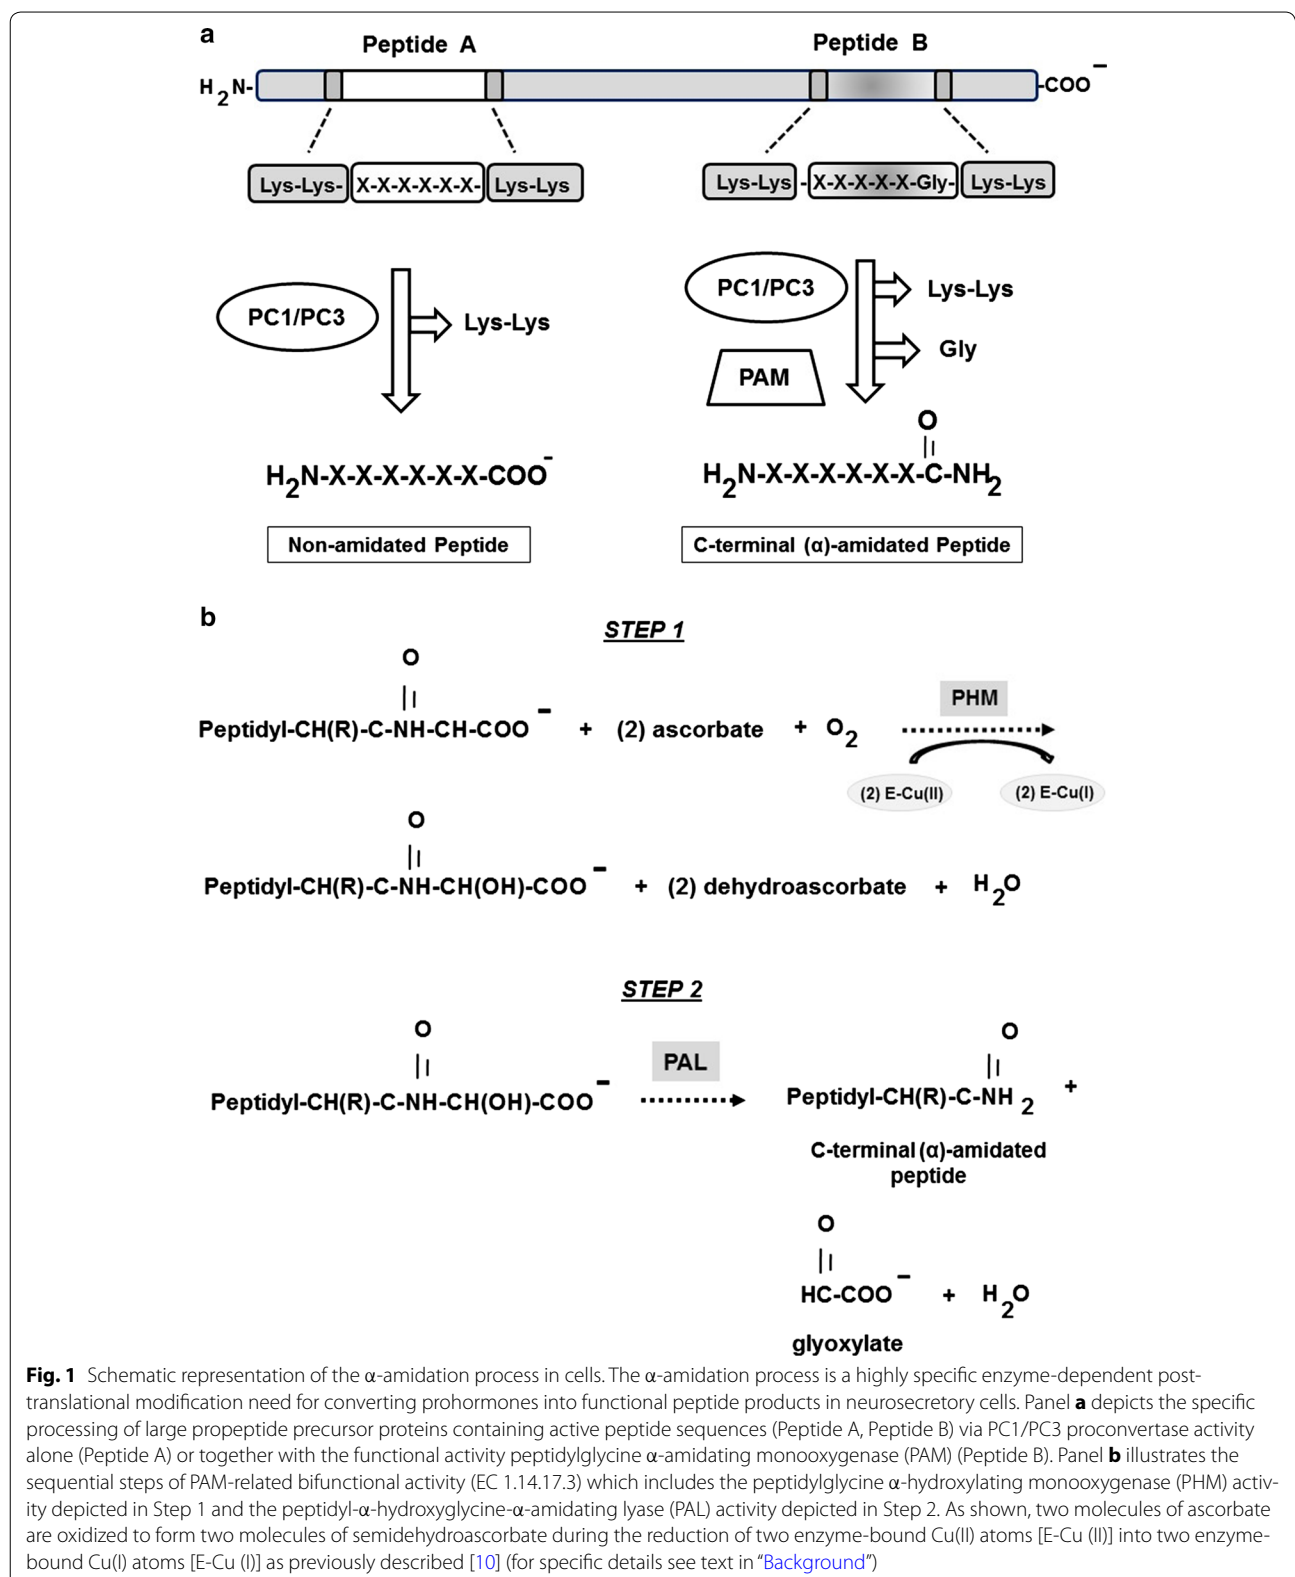 a
Peptide A
Peptide B
H2N-
-COO−
Lys-Lys-
X-X-X-X-X-X-
Lys-Lys
Lys-Lys
-
X-X-X-X-X-Gly-
Lys-Lys
PC1/PC3
Lys-Lys
PC1/PC3
Lys-Lys
Gly
PAM
H2N-X-X-X-X-X-X-COO−
O
H2N-X-X-X-X-X-X-C-NH2
Non-amidated Peptide
C-terminal (α)-amidated Peptide
b
STEP 1
O
Peptidyl-CH(R)-C-NH-CH-COO− + (2) ascorbate + O2
PHM
(2) E-Cu(II)
(2) E-Cu(I)
O
Peptidyl-CH(R)-C-NH-CH(OH)-COO− + (2) dehydroascorbate + H2O
STEP 2
O
Peptidyl-CH(R)-C-NH-CH(OH)-COO−
PAL
O
Peptidyl-CH(R)-C-NH2 +
C-terminal (α)-amidated
peptide
O
HC-COO− + H2O
glyoxylate
Fig. 1 Schematic representation of the α-amidation process in cells. The α-amidation process is a highly specific enzyme-dependent post-
translational modification need for converting prohormones into functional peptide products in neurosecretory cells. Panel a depicts the specific
processing of large propeptide precursor proteins containing active peptide sequences (Peptide A, Peptide B) via PC1/PC3 proconvertase activity
alone (Peptide A) or together with the functional activity peptidylglycine α-amidating monooxygenase (PAM) (Peptide B). Panel b illustrates the
sequential steps of PAM-related bifunctional activity (EC 1.14.17.3) which includes the peptidylglycine α-hydroxylating monooxygenase (PHM) activ-
ity depicted in Step 1 and the peptidyl-α-hydroxyglycine-α-amidating lyase (PAL) activity depicted in Step 2. As shown, two molecules of ascorbate
are oxidized to form two molecules of semidehydroascorbate during the reduction of two enzyme-bound Cu(II) atoms [E-Cu (II)] into two enzyme-
bound Cu(I) atoms [E-Cu (I)] as previously described [10] (for specific details see text in “Background”)